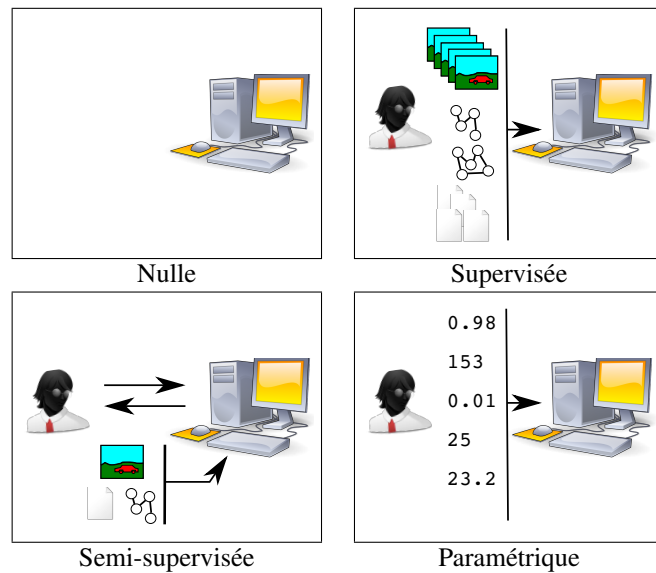 Nulle
Supervisée
0.98
153
0.01
25
23.2
Semi-supervisée
Paramétrique